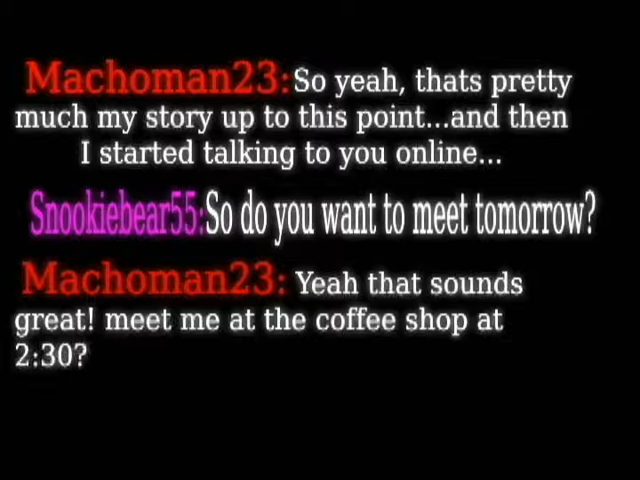 Machoman23:So yeah, thats pretty
much my story up to this point...and then
I started talking to you online...
Snookiebear55:So do you want to meet tomorrow?
Machoman23: Yeah that sounds
great! meet me at the coffee shop at
2:30?